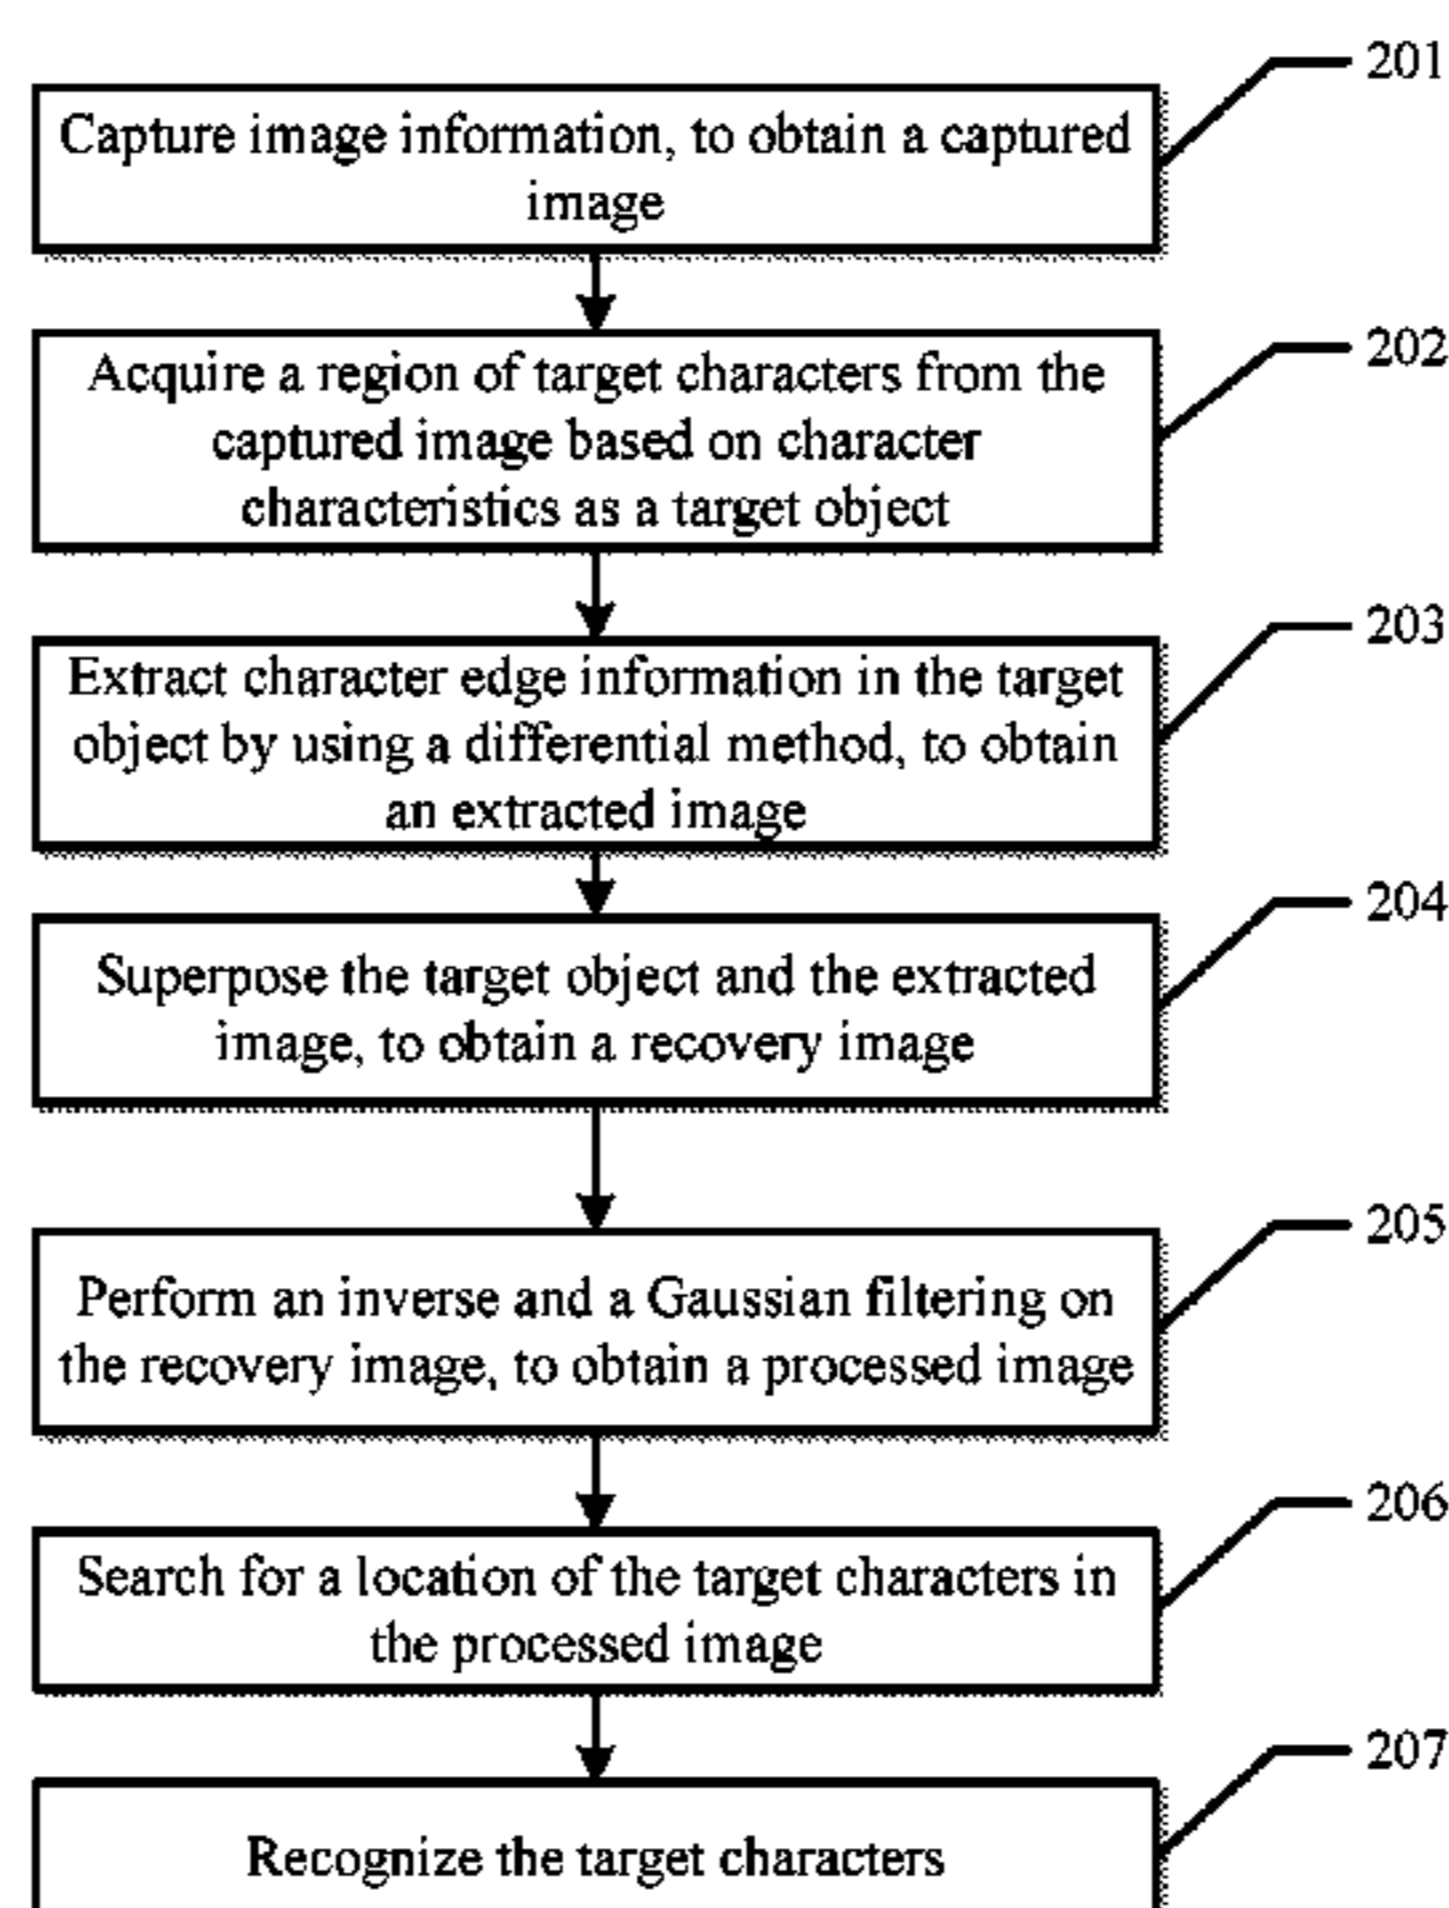 201
Capture image information, to obtain a captured
image
202
Acquire a region of target characters from the
captured image based on character
characteristics as a target object
203
Extract character edge information in the target
object by using a differential method, to obtain
an extracted image
204
Superpose the target object and the extracted
image, to obtain a recovery image
205
Perform an inverse and a Gaussian filtering on
the recovery image, to obtain a processed image
206
Search for a location of the target characters in
the processed image
207
Recognize the target characters